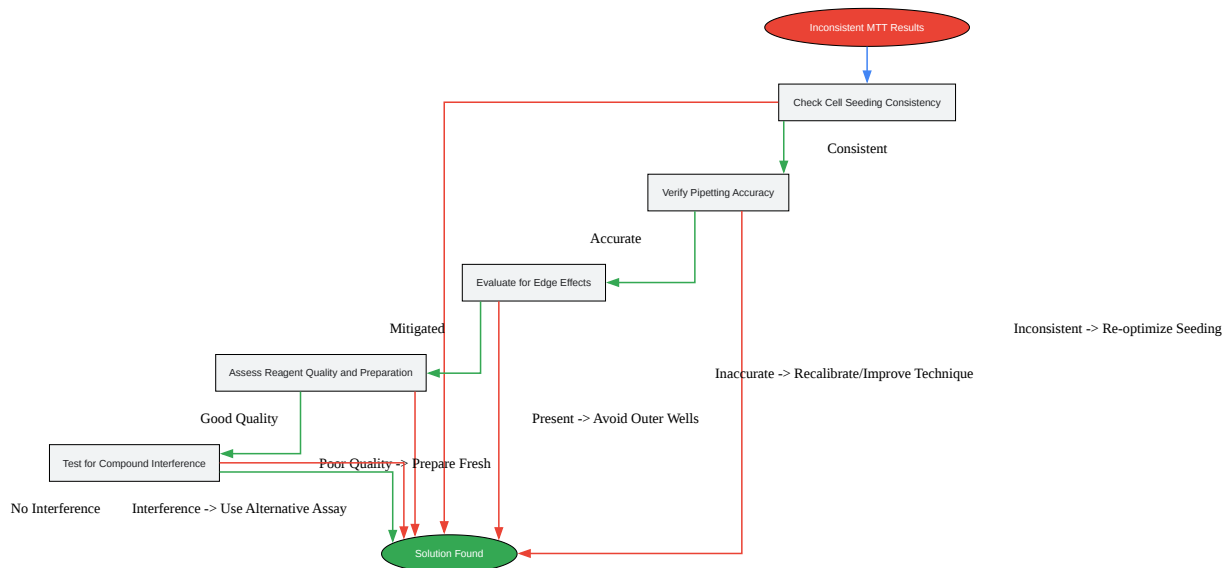 Inconsistent MTT Results
Check Cell Seeding Consistency
Consistent
Verify Pipetting Accuracy
Accurate
Evaluate for Edge Effects
Mitigated
Inconsistent -> Re-optimize Seeding
Assess Reagent Quality and Preparation
Inaccurate -> Recalibrate/Improve Technique
Good Quality
Present -> Avoid Outer Wells
Test for Compound Interference
Poor Quality -> Prepare Fresh
No Interference
Interference -> Use Alternative Assay
Solution Found